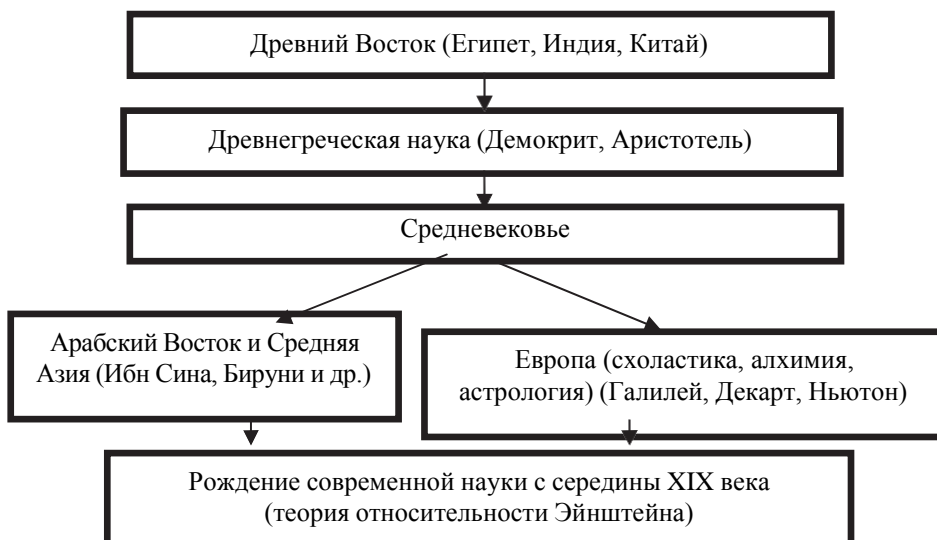 Древний Восток (Египет, Индия, Китай)
Древнегреческая наука (Демокрит, Аристотель)
Средневековье
Арабский Восток и Средняя
Азия (Ибн Сина, Бируни и др.)
Европа (схоластика, алхимия,
астрология) (Галилей, Декарт, Ньютон)
Рождение современной науки с середины XIX века
(теория относительности Эйнштейна)